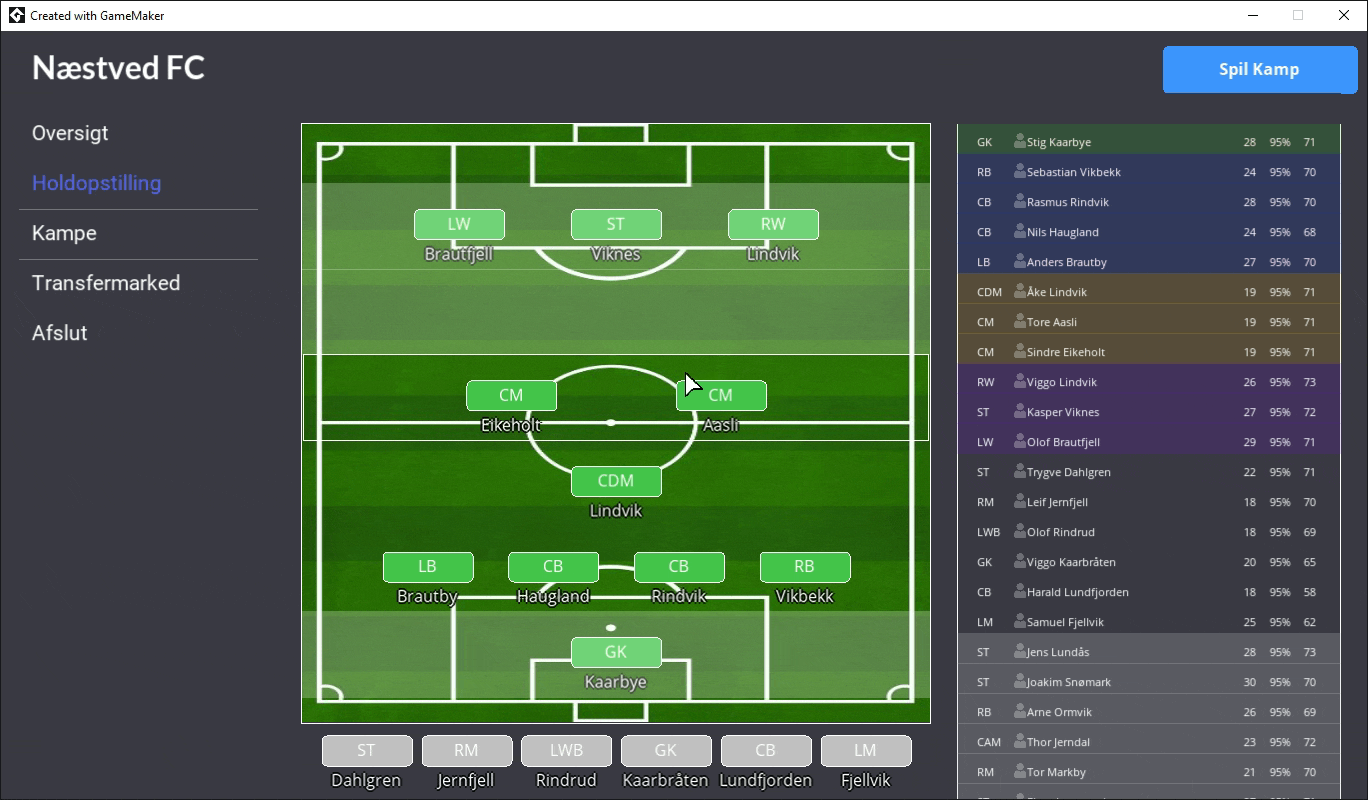 Created with GameMaker
Næstved FC
Spil Kamp
Oversigt
Holdopstilling
Kampe
Transfermarked
Afslut
LW ST RW
Brautfjell Viknes Lindvik
CM CM
Eikeholt Aasli
CDM
Lindvik
LB CB CB RB
Brautby Haugland Rindvik Vikbekk
GK
Kaarbye
ST RM LWB GK CB LM
Dahlgren Jernfjell Rindrud Kaarbråten Lundfjorden Fjellvik
GK Stig Kaarbye 28 95% 71
RB Sebastian Vikbekk 24 95% 70
CB Rasmus Rindvik 28 95% 70
CB Nils Haugland 24 95% 68
LB Anders Brautby 27 95% 70
CDM Åke Lindvik 19 95% 71
CM Tore Aasli 19 95% 71
CM Sindre Eikeholt 19 95% 71
RW Viggo Lindvik 26 95% 73
ST Kasper Viknes 27 95% 72
LW Olof Brautfjell 29 95% 71
ST Trygve Dahlgren 22 95% 71
RM Leif Jernfjell 18 95% 70
LWB Olof Rindrud 18 95% 69
GK Viggo Kaarbråten 20 95% 65
CB Harald Lundfjorden 18 95% 58
LM Samuel Fjellvik 25 95% 62
ST Jens Lundås 28 95% 73
ST Joakim Snømark 30 95% 70
RB Arne Ormvik 26 95% 69
CAM Thor Jerndal 23 95% 72
RM Tor Markby 21 95% 70